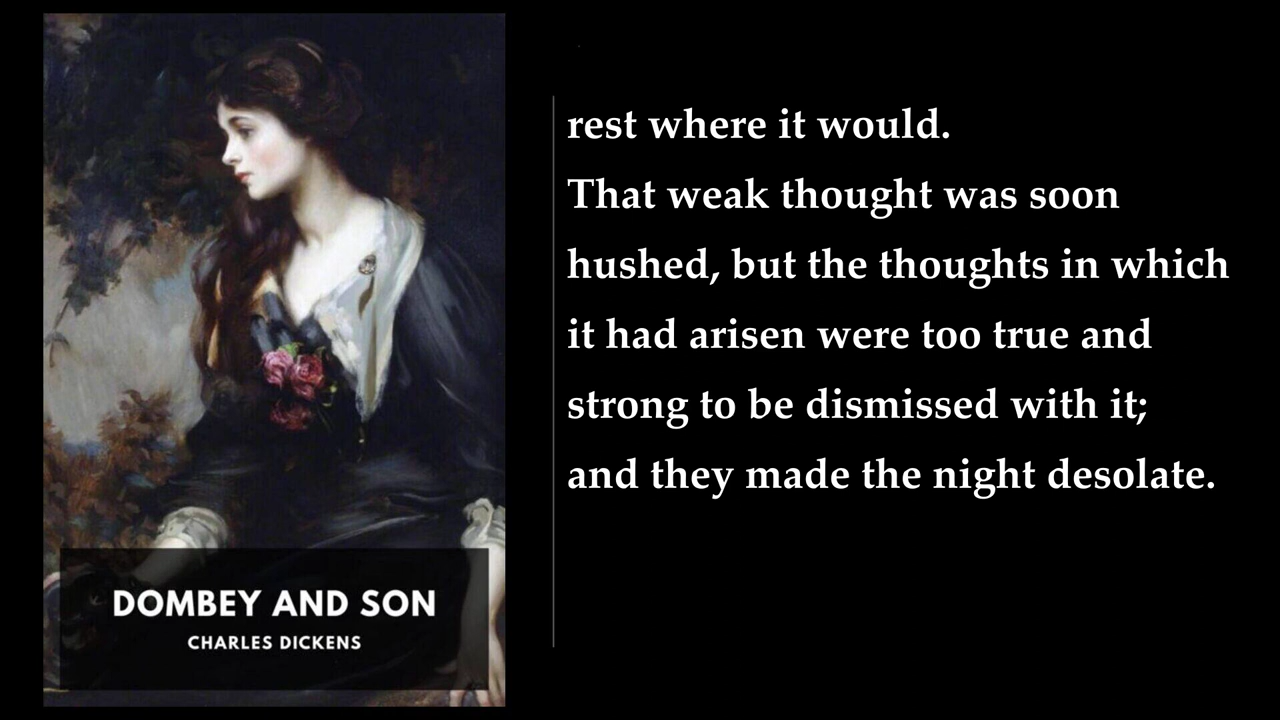 DOMBEY AND SON
CHARLES DICKENS
rest where it would.
That weak thought was soon
hushed, but the thoughts in which
it had arisen were too true and
strong to be dismissed with it;
and they made the night desolate.